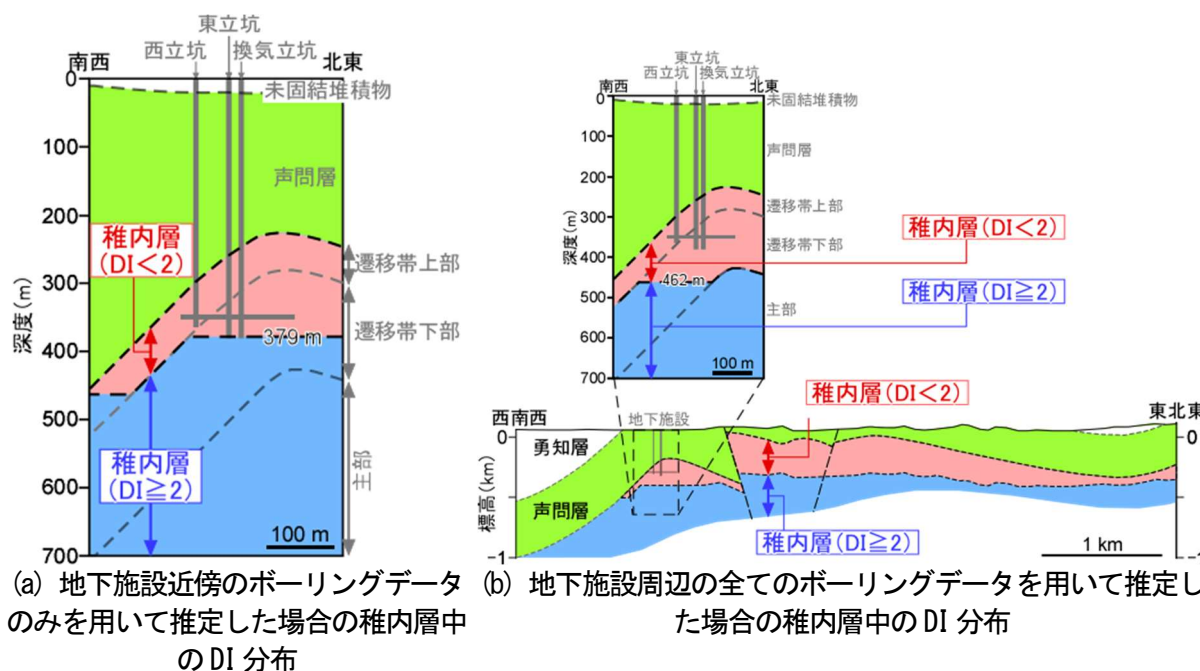 東立坑
西立坑
換気立坑
南西
北東
0
未固結堆積物
100
声問層
200
稚内層
(DI<2)
遷移帯上部
300
深度(m)
379 m
遷移帯下部
400
500
稚内層
(DI≧2)
主部
600
100 m
700
東立坑
西立坑
換気立坑
南西
北東
0
未固結堆積物
100
声問層
200
遷移帯上部
稚内層(DI<2)
300
深度(m)
遷移帯下部
400
462 m
稚内層(DI≧2)
500
主部
600
100 m
700
稚内層(DI<2)
西南西
地下施設
東北東
0
勇知層
0
標高(km)
声問層
稚内層(DI≧2)
1 km
-1
-1
(a) 地下施設近傍のボーリングデータ
のみを用いて推定した場合の稚内層中
の DI 分布
(b) 地下施設周辺の全てのボーリングデータを用いて推定し
た場合の稚内層中の DI 分布